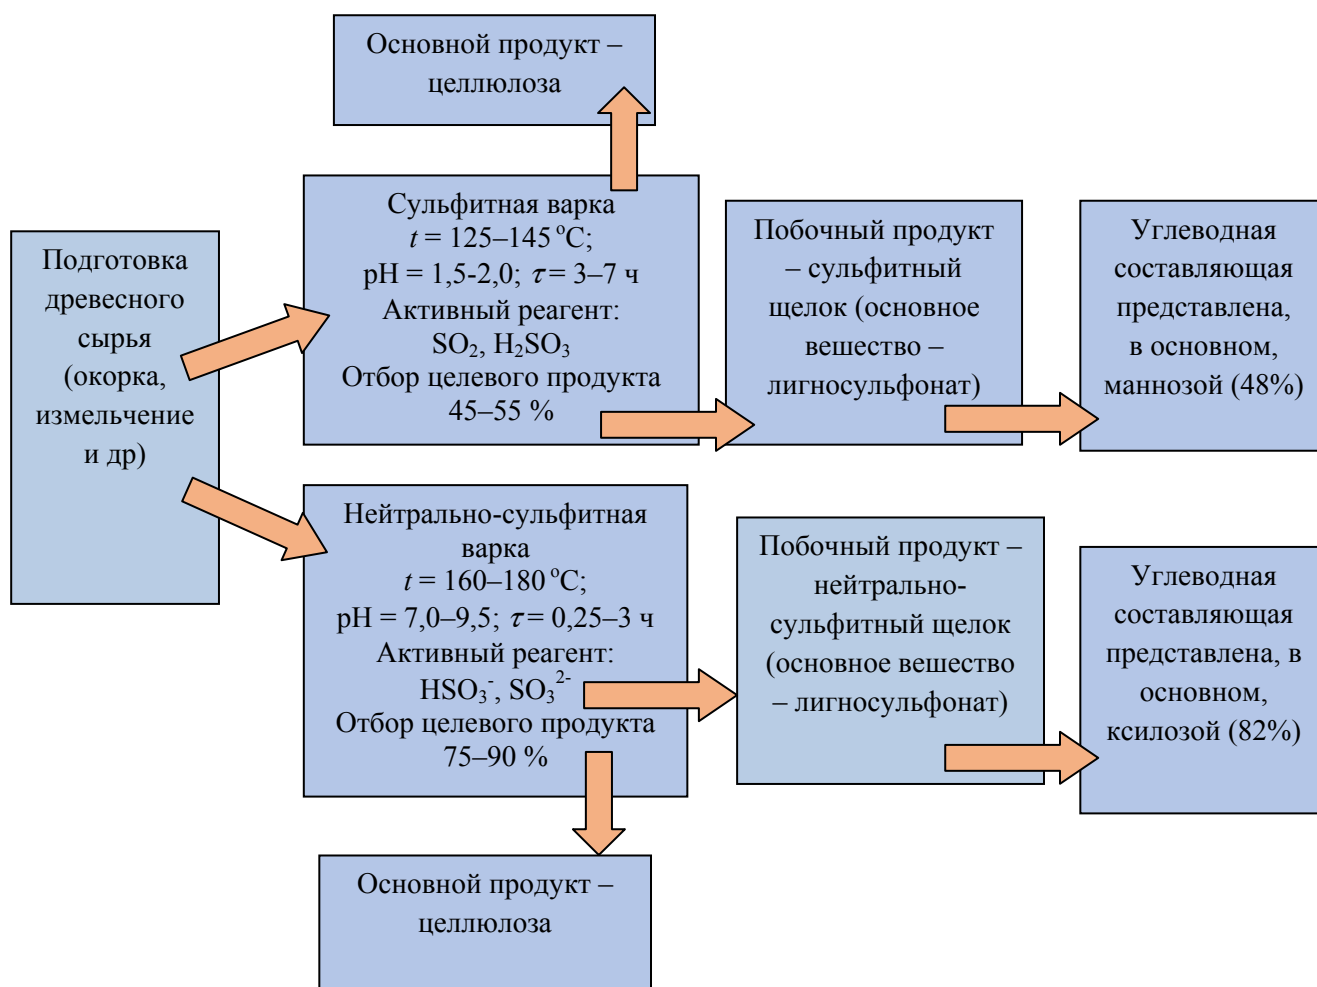 Основной продукт –
целлюлоза
Подготовка
древесного
сырья
(окорка,
измельчение
и др)
Сульфитная варка
t = 125–145 °C;
pH = 1,5-2,0; τ = 3–7 ч
Активный реагент:
SO₂, H₂SO₃
Отбор целевого продукта
45–55 %
Побочный продукт
– сульфитный
щелок (основное
вешество –
лигносульфонат)
Углеводная
составляющая
представлена,
в основном,
маннозой (48%)
Нейтрально-сульфитная
варка
t = 160–180 °C;
pH = 7,0–9,5; τ = 0,25–3 ч
Активный реагент:
HSO₃⁻, SO₃²⁻
Отбор целевого продукта
75–90 %
Побочный продукт –
нейтрально-
сульфитный щелок
(основное вешество
– лигносульфонат)
Углеводная
составляющая
представлена, в
основном,
ксилозой (82%)
Основной продукт –
целлюлоза